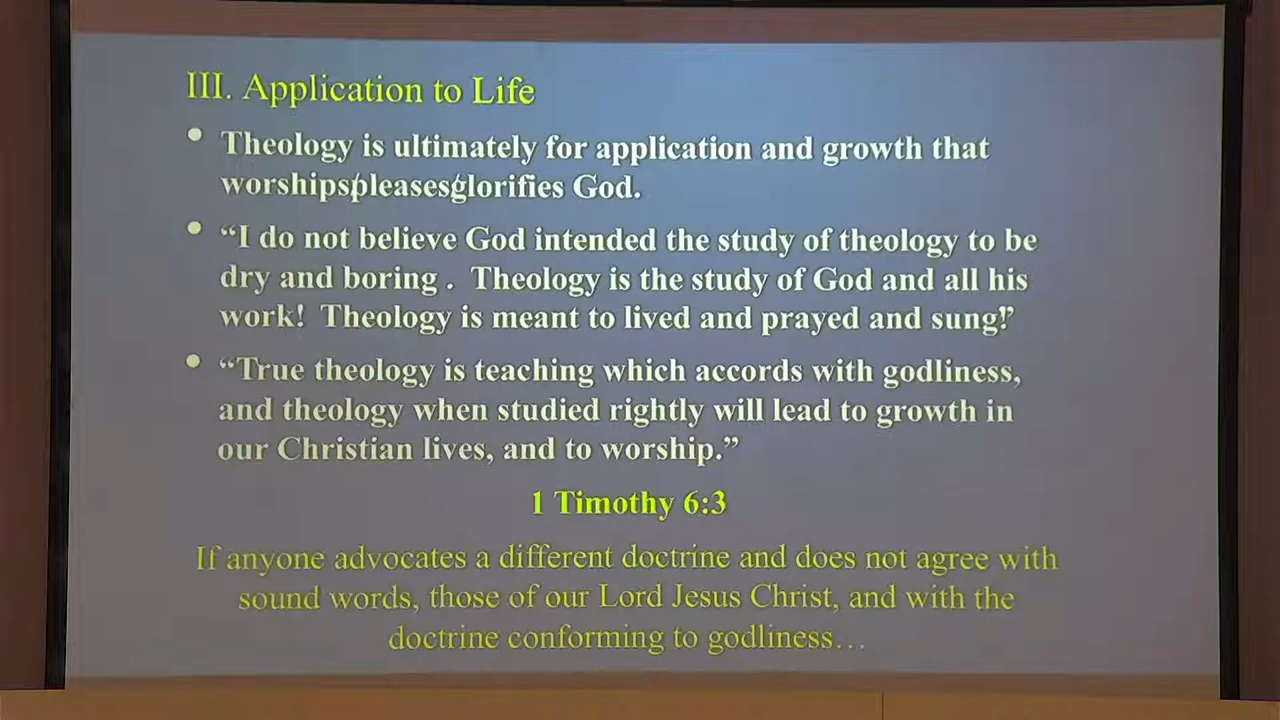 III. Application to Life
• Theology is ultimately for application and growth that
worships/pleases/glorifies God.
• “I do not believe God intended the study of theology to be
dry and boring . Theology is the study of God and all his
work! Theology is meant to lived and prayed and sung!”
• “True theology is teaching which accords with godliness,
and theology when studied rightly will lead to growth in
our Christian lives, and to worship.”
1 Timothy 6:3
If anyone advocates a different doctrine and does not agree with
sound words, those of our Lord Jesus Christ, and with the
doctrine conforming to godliness…